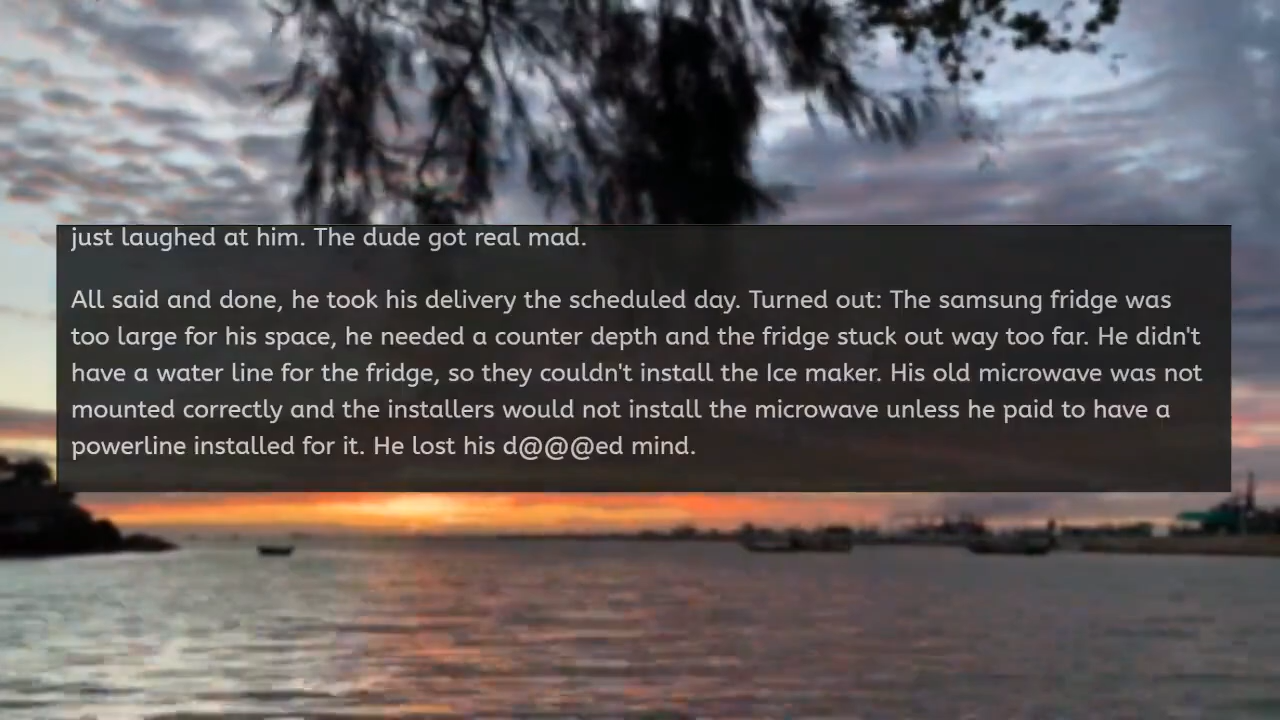 just laughed at him. The dude got real mad.
All said and done, he took his delivery the scheduled day. Turned out: The samsung fridge was
too large for his space, he needed a counter depth and the fridge stuck out way too far. He didn't
have a water line for the fridge, so they couldn't install the Ice maker. His old microwave was not
mounted correctly and the installers would not install the microwave unless he paid to have a
powerline installed for it. He lost his d@@@ed mind.